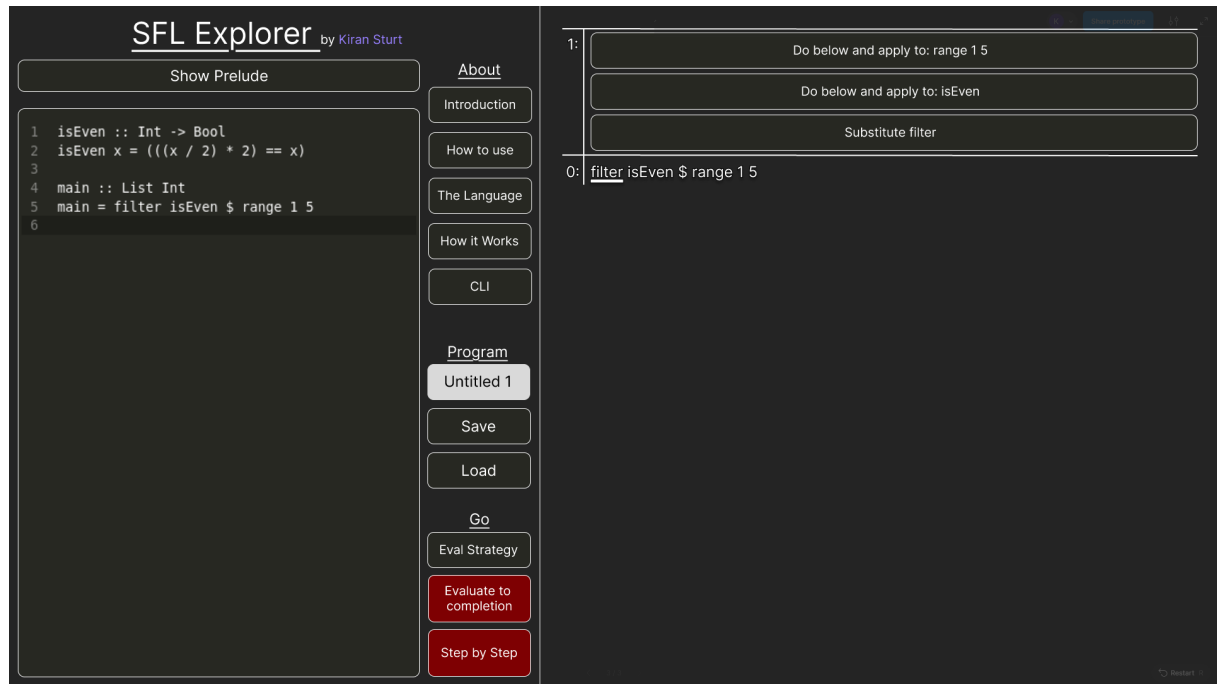 SFL Explorer by Kiran Sturt
Show Prelude
1 isEven :: Int -> Bool
2 isEven x = (((x / 2) * 2) == x)
3
4 main :: List Int
5 main = filter isEven $ range 1 5
6
About
Introduction
How to use
The Language
How it Works
CLI
Program
Untitled 1
Save
Load
Go
Eval Strategy
Evaluate to
completion
Step by Step
1:
Do below and apply to: range 1 5
Do below and apply to: isEven
Substitute filter
0: filter isEven $ range 1 5
Share prototype
Restart